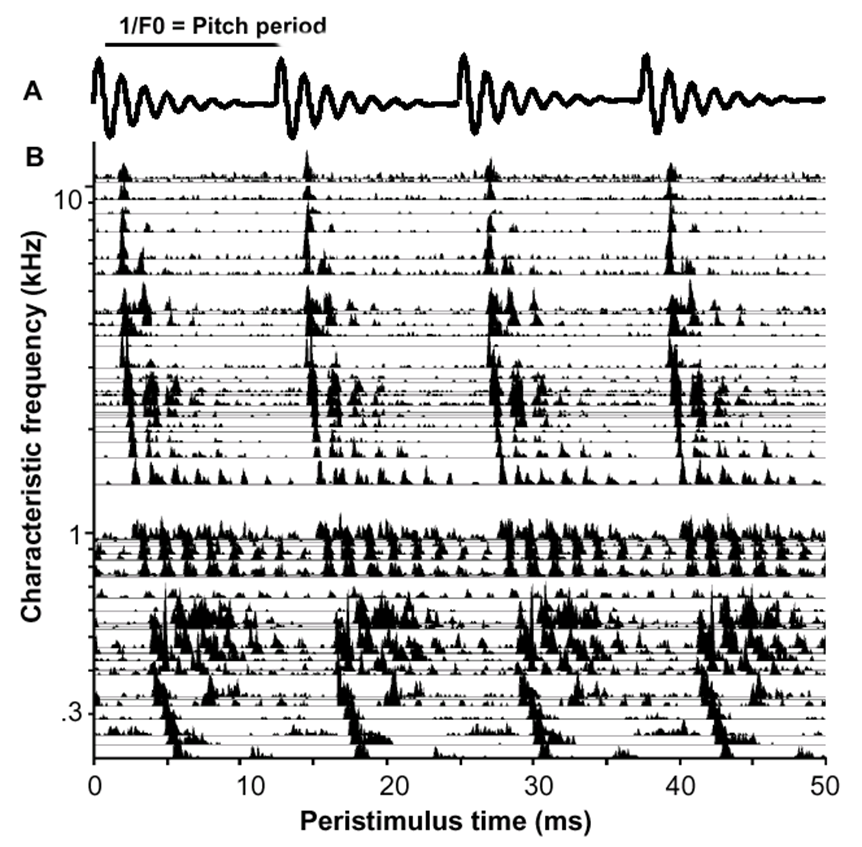 1/F0 = Pitch period
A
B
10
1
.3
Characteristic frequency (kHz)
0 10 20 30 40 50
Peristimulus time (ms)